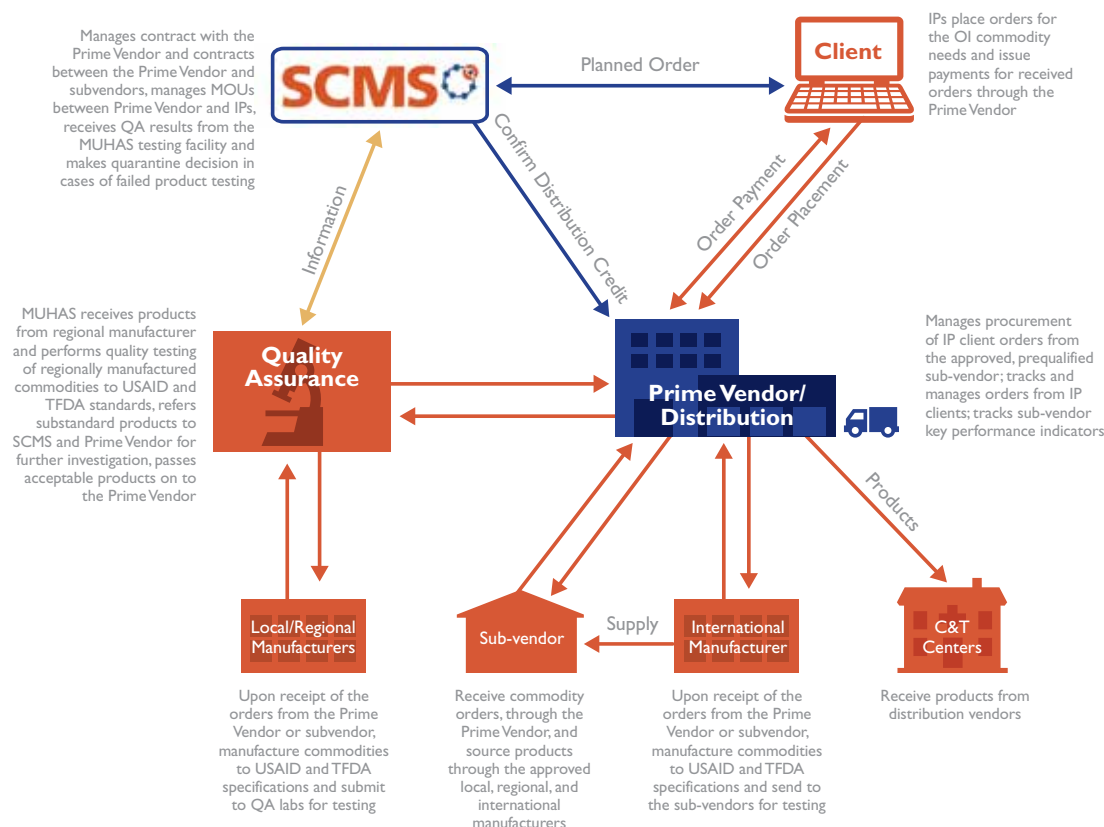 Manages contract with the
Prime Vendor and contracts
between the Prime Vendor and
subvendors, manages MOUs
between Prime Vendor and IPs,
receives QA results from the
MUHAS testing facility and
makes quarantine decision in
cases of failed product testing
SCMS
Planned Order
Client
IPs place orders for
the OI commodity
needs and issue
payments for received
orders through the
Prime Vendor
Information
Confirm Distribution Credit
Order Payment
Order Placement
MUHAS receives products
from regional manufacturer
and performs quality testing
of regionally manufactured
commodities to USAID and
TFDA standards, refers
substandard products to
SCMS and Prime Vendor for
further investigation, passes
acceptable products on to
the Prime Vendor
Quality
Assurance
Prime Vendor/
Distribution
Manages procurement
of IP client orders from
the approved, prequalified
sub-vendor; tracks and
manages orders from IP
clients; tracks sub-vendor
key performance indicators
Products
Local/Regional
Manufacturers
Sub-vendor
Supply
International
Manufacturer
C&T
Centers
Upon receipt of the
orders from the Prime
Vendor or subvendor,
manufacture commodities
to USAID and TFDA
specifications and submit
to QA labs for testing
Receive commodity
orders, through the
Prime Vendor, and
source products
through the approved
local, regional, and
international
manufacturers
Upon receipt of the
orders from the Prime
Vendor or subvendor,
manufacture commodities
to USAID and TFDA
specifications and send to
the sub-vendors for testing
Receive products from
distribution vendors